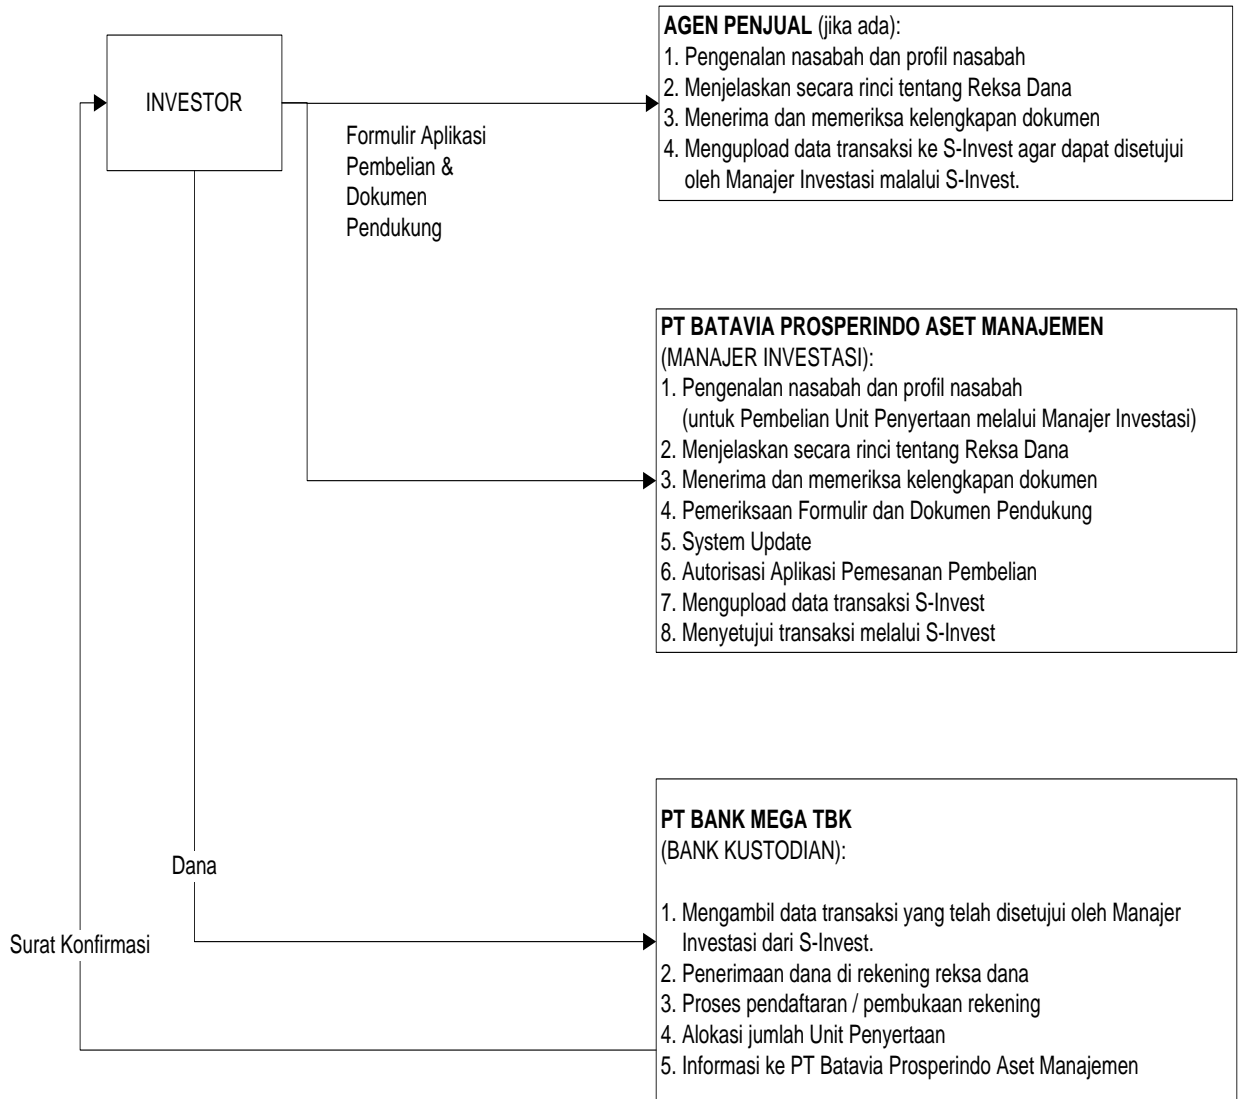 INVESTOR
Formulir Aplikasi
Pembelian &
Dokumen
Pendukung
AGEN PENJUAL (jika ada):
1. Pengenalan nasabah dan profil nasabah
2. Menjelaskan secara rinci tentang Reksa Dana
3. Menerima dan memeriksa kelengkapan dokumen
4. Mengupload data transaksi ke S-Invest agar dapat disetujui
oleh Manajer Investasi malalui S-Invest.
PT BATAVIA PROSPERINDO ASET MANAJEMEN
(MANAJER INVESTASI):
1. Pengenalan nasabah dan profil nasabah
(untuk Pembelian Unit Penyertaan melalui Manajer Investasi)
2. Menjelaskan secara rinci tentang Reksa Dana
3. Menerima dan memeriksa kelengkapan dokumen
4. Pemeriksaan Formulir dan Dokumen Pendukung
5. System Update
6. Autorisasi Aplikasi Pemesanan Pembelian
7. Mengupload data transaksi S-Invest
8. Menyetujui transaksi melalui S-Invest
Dana
Surat Konfirmasi
PT BANK MEGA TBK
(BANK KUSTODIAN):
1. Mengambil data transaksi yang telah disetujui oleh Manajer
Investasi dari S-Invest.
2. Penerimaan dana di rekening reksa dana
3. Proses pendaftaran / pembukaan rekening
4. Alokasi jumlah Unit Penyertaan
5. Informasi ke PT Batavia Prosperindo Aset Manajemen